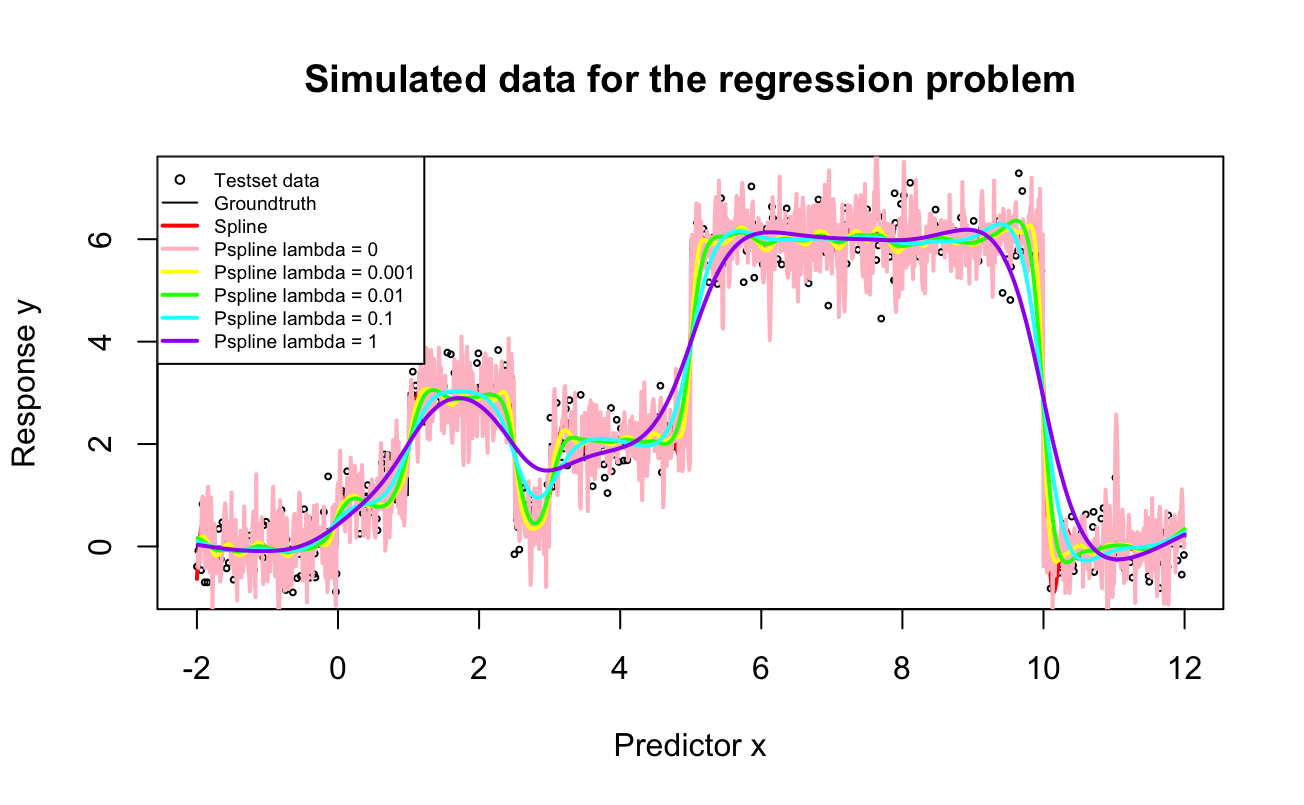 Simulated data for the regression problem
Testset data
Groundtruth
Spline
Pspline lambda = 0
Pspline lambda = 0.001
Pspline lambda = 0.01
Pspline lambda = 0.1
Pspline lambda = 1
Response y
6
4
2
0
-2 0 2 4 6 8 10 12
Predictor x